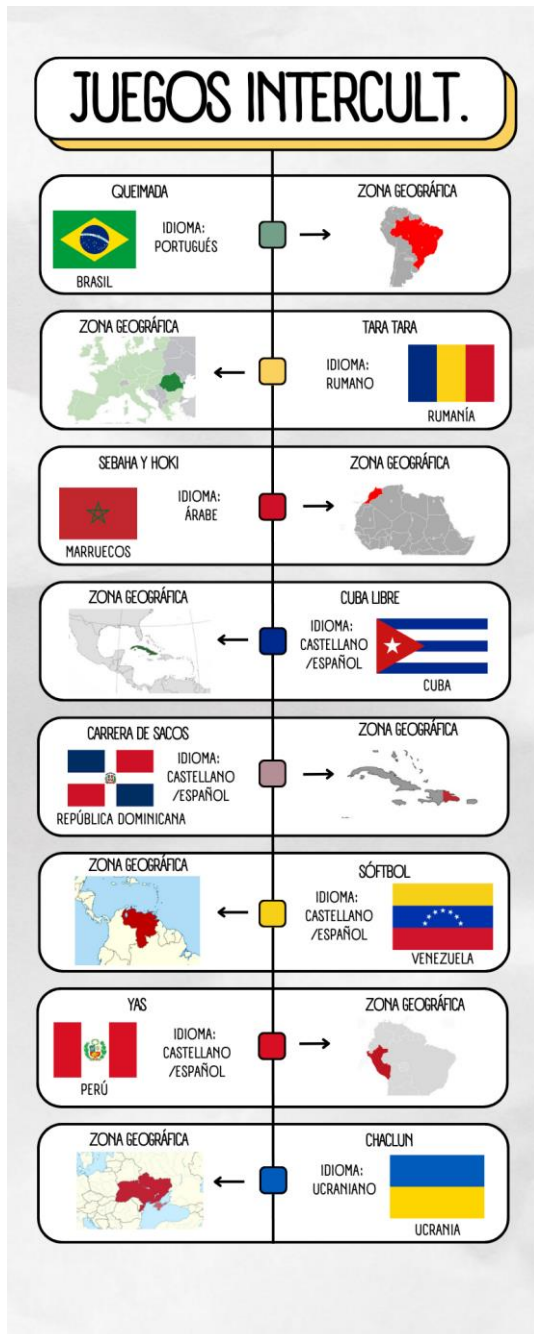 JUEGOS INTERCULT.
QUEIMADA
IDIOMA:
PORTUGUÉS
BRASIL
ZONA GEOGRÁFICA
ZONA GEOGRÁFICA
TARA TARA
IDIOMA:
RUMANO
RUMANÍA
SEBAHA Y HOKI
IDIOMA:
ÁRABE
MARRUECOS
ZONA GEOGRÁFICA
ZONA GEOGRÁFICA
CUBA LIBRE
IDIOMA:
CASTELLANO
/ESPAÑOL
CUBA
CARRERA DE SACOS
IDIOMA:
CASTELLANO
/ESPAÑOL
REPÚBLICA DOMINICANA
ZONA GEOGRÁFICA
ZONA GEOGRÁFICA
SÓFTBOL
IDIOMA:
CASTELLANO
/ESPAÑOL
VENEZUELA
YAS
IDIOMA:
CASTELLANO
/ESPAÑOL
PERÚ
ZONA GEOGRÁFICA
ZONA GEOGRÁFICA
CHACLUN
IDIOMA:
UCRANIANO
UCRANIA